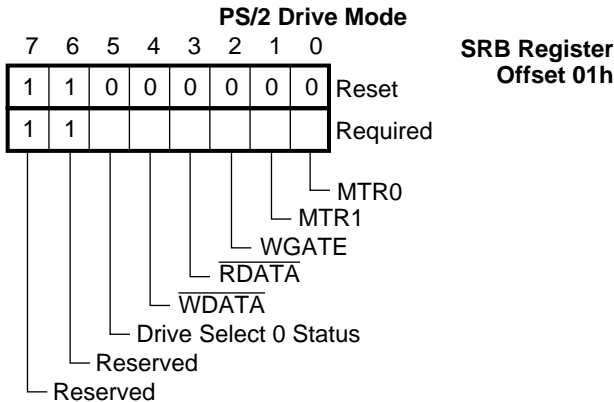 PS/2 Drive Mode
7 6 5 4 3 2 1 0
SRB Register
Offset 01h
1 1 0 0 0 0 0 0 Reset
1 1 Required
MTR0
MTR1
WGATE
RDATA
WDATA
Drive Select 0 Status
Reserved
Reserved